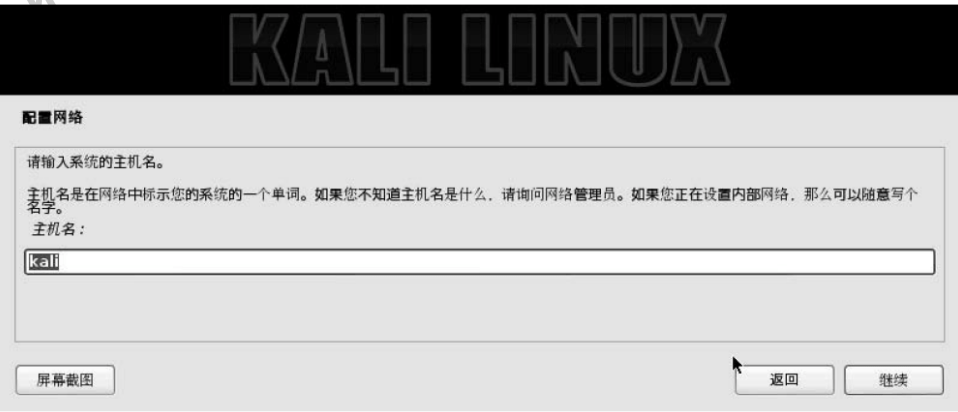 KALI LINUX
配置网络
请输入系统的主机名。
主机名是在网络中标示您的系统的一个单词。如果您不知道主机名是什么，请询问网络管理员。如果您正在设置内部网络，那么可以随意写个
名字。
主机名：
kali
屏幕截图
返回
继续